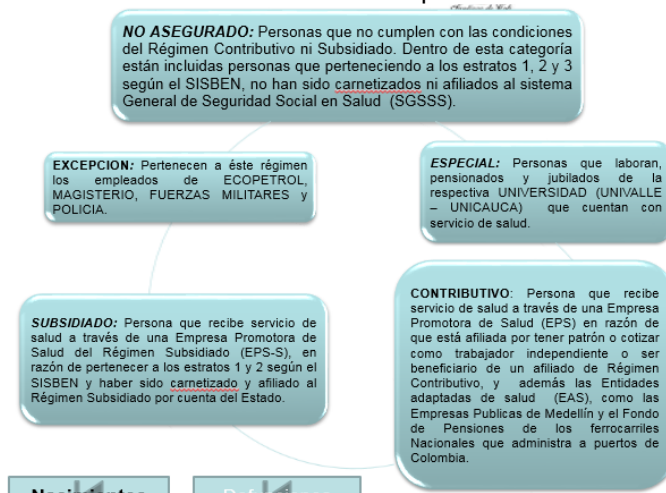 NO ASEGURADO: Personas que no cumplen con las condiciones
del Régimen Contributivo ni Subsidiado. Dentro de esta categoría
están incluidas personas que perteneciendo a los estratos 1, 2 y 3
según el SISBEN, no han sido carnetizados ni afiliados al sistema
General de Seguridad Social en Salud (SGSSS).
EXCEPCION: Pertenecen a éste régimen
los empleados de ECOPETROL,
MAGISTERIO, FUERZAS MILITARES y
POLICIA.
ESPECIAL: Personas que laboran,
pensionados y jubilados de la
respectiva UNIVERSIDAD (UNIVALLE
– UNICAUCA) que cuentan con
servicio de salud.
SUBSIDIADO: Persona que recibe servicio de
salud a través de una Empresa Promotora de
Salud del Régimen Subsidiado (EPS-S), en
razón de pertenecer a los estratos 1 y 2 según el
SISBEN y haber sido carnetizado y afiliado al
Régimen Subsidiado por cuenta del Estado.
CONTRIBUTIVO: Persona que recibe
servicio de salud a través de una Empresa
Promotora de Salud (EPS) en razón de
que está afiliada por tener patrón o cotizar
como trabajador independiente o ser
beneficiario de un afiliado de Régimen
Contributivo, y además las Entidades
adaptadas de salud (EAS), como las
Empresas Publicas de Medellín y el Fondo
de Pensiones de los ferrocarriles
Nacionales que administra a puertos de
Colombia.